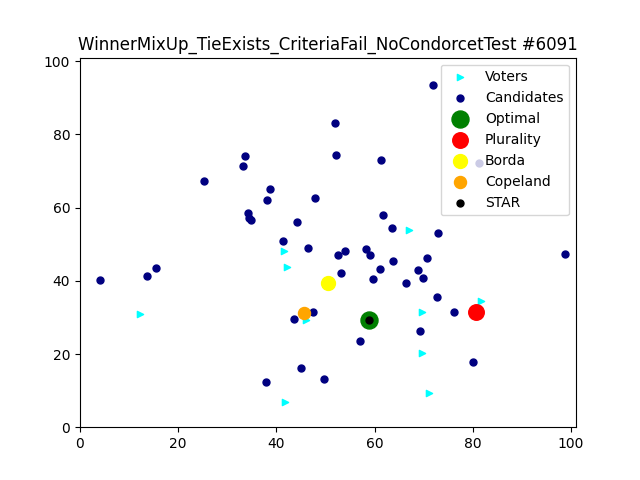 WinnerMixUp_TieExists_CriteriaFail_NoCondorcetTest #6091
100
80
60
40
20
0
0
20
40
60
80
100
Voters
Candidates
Optimal
Plurality
Borda
Copeland
STAR